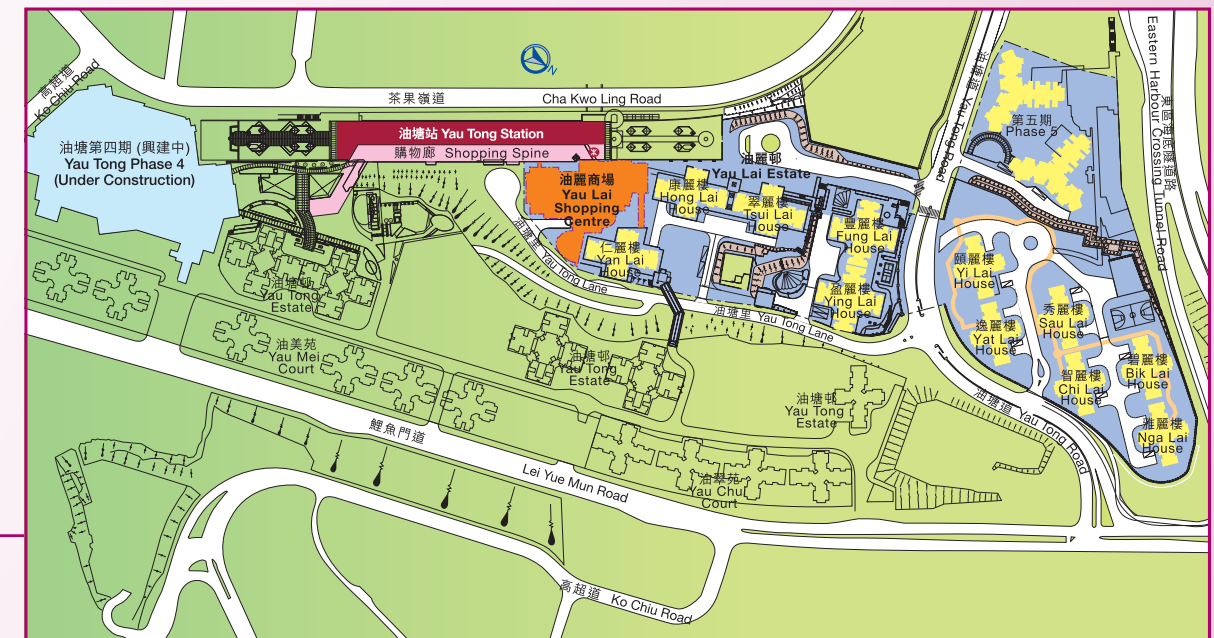 高超道
Ko Chiu Road
茶果嶺道 Cha Kwo Ling Road
N
油塘第四期 (興建中)
Yau Tong Phase 4
(Under Construction)
油塘站 Yau Tong Station
購物廊 Shopping Spine
油麗商場
Yau Lai
Shopping
Centre
油麗邨
Yau Lai Estate
康麗樓
Hong Lai
House
翠麗樓
Tsui Lai
House
仁麗樓
Yan Lai
House
豐麗樓
Fung Lai
House
盈麗樓
Ying Lai
House
油塘里 Yau Tong Lane
油塘里 Yau Tong Lane
油塘道 Yau Tong Road
第五期
Phase 5
東區海底隧道路
Eastern Harbour Crossing Tunnel Road
頤麗樓
Yi Lai
House
逸麗樓
Yat Lai
House
秀麗樓
Sau Lai
House
智麗樓
Chi Lai
House
碧麗樓
Bik Lai
House
雅麗樓
Nga Lai
House
油塘道 Yau Tong Road
油塘邨
Yau Tong
Estate
油美苑
Yau Mei
Court
油塘邨
Yau Tong
Estate
油塘邨
Yau Tong
Estate
油翠苑
Yau Chui
Court
鯉魚門道
Lei Yue Mun Road
高超道 Ko Chiu Road